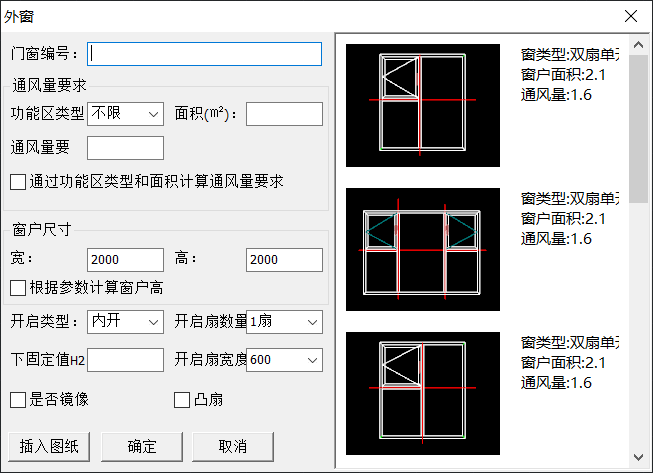 外窗
门窗编号:
通风量要求
功能区类型 不限 面积(㎡):
通风量要
通过功能区类型和面积计算通风量要求
窗户尺寸
宽: 2000 高: 2000
根据参数计算窗户高
开启类型: 内开 开启扇数量 1扇
下固定值H2 开启扇宽度 600
是否镜像 凸扇
插入图纸 确定 取消
窗类型:双扇单
窗户面积:2.1
通风量:1.6
窗类型:双扇单
窗户面积:2.1
通风量:1.6
窗类型:双扇单
窗户面积:2.1
通风量:1.6